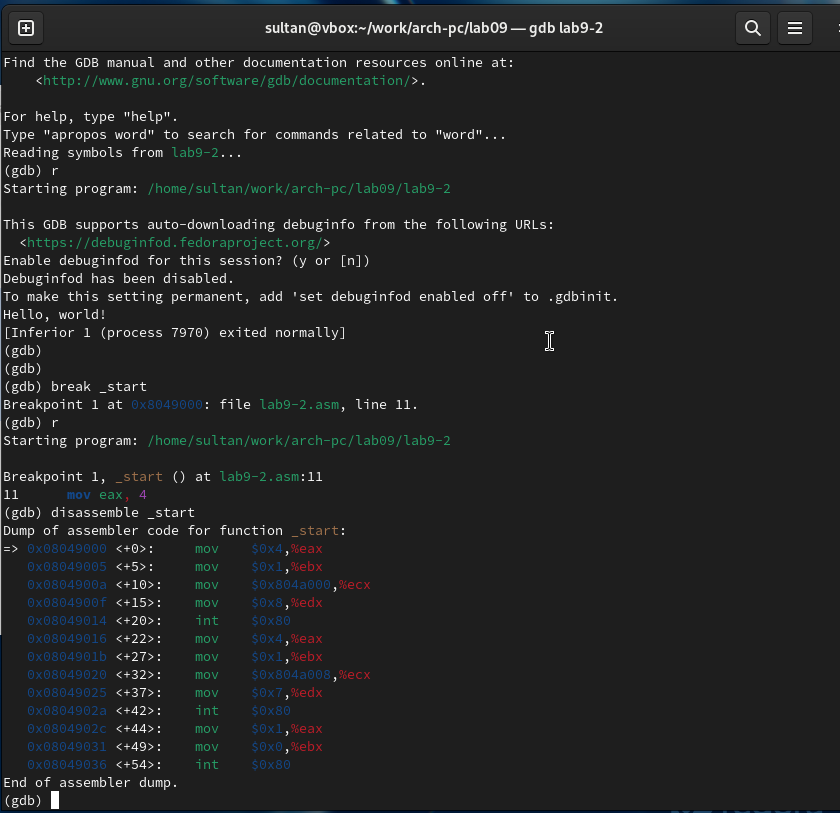 sultan@vbox:~/work/arch-pc/lab09 — gdb lab9-2
Find the GDB manual and other documentation resources online at:
    <http://www.gnu.org/software/gdb/documentation/>.

For help, type "help".
Type "apropos word" to search for commands related to "word"...
Reading symbols from lab9-2...
(gdb) r
Starting program: /home/sultan/work/arch-pc/lab09/lab9-2

This GDB supports auto-downloading debuginfo from the following URLs:
  <https://debuginfod.fedoraproject.org/>
Enable debuginfod for this session? (y or [n])
Debuginfod has been disabled.
To make this setting permanent, add 'set debuginfod enabled off' to .gdbinit.
Hello, world!
[Inferior 1 (process 7970) exited normally]
(gdb)
(gdb)
(gdb) break _start
Breakpoint 1 at 0x8049000: file lab9-2.asm, line 11.
(gdb) r
Starting program: /home/sultan/work/arch-pc/lab09/lab9-2

Breakpoint 1, _start () at lab9-2.asm:11
11      mov eax, 4
(gdb) disassemble _start
Dump of assembler code for function _start:
=> 0x08049000 <+0>:     mov    $0x4,%eax
   0x08049005 <+5>:     mov    $0x1,%ebx
   0x0804900a <+10>:    mov    $0x804a000,%ecx
   0x0804900f <+15>:    mov    $0x8,%edx
   0x08049014 <+20>:    int    $0x80
   0x08049016 <+22>:    mov    $0x4,%eax
   0x0804901b <+27>:    mov    $0x1,%ebx
   0x08049020 <+32>:    mov    $0x804a008,%ecx
   0x08049025 <+37>:    mov    $0x7,%edx
   0x0804902a <+42>:    int    $0x80
   0x0804902c <+44>:    mov    $0x1,%eax
   0x08049031 <+49>:    mov    $0x0,%ebx
   0x08049036 <+54>:    int    $0x80
End of assembler dump.
(gdb)